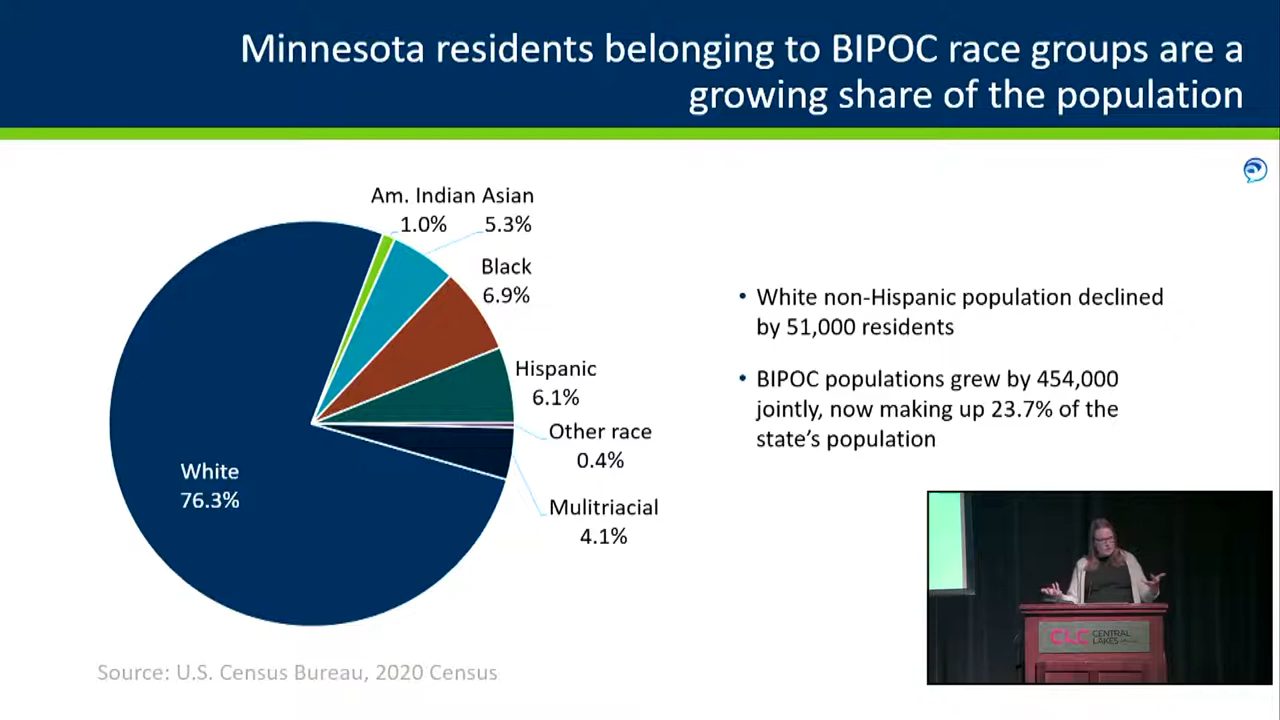 Minnesota residents belonging to BIPOC race groups are a
growing share of the population
Am. Indian
1.0%
Asian
5.3%
Black
6.9%
Hispanic
6.1%
Other race
0.4%
Mulitriacial
4.1%
White
76.3%
• White non-Hispanic population declined
by 51,000 residents
• BIPOC populations grew by 454,000
jointly, now making up 23.7% of the
state's population
CLC
CENTRAL
LAKES
Source: U.S. Census Bureau, 2020 Census